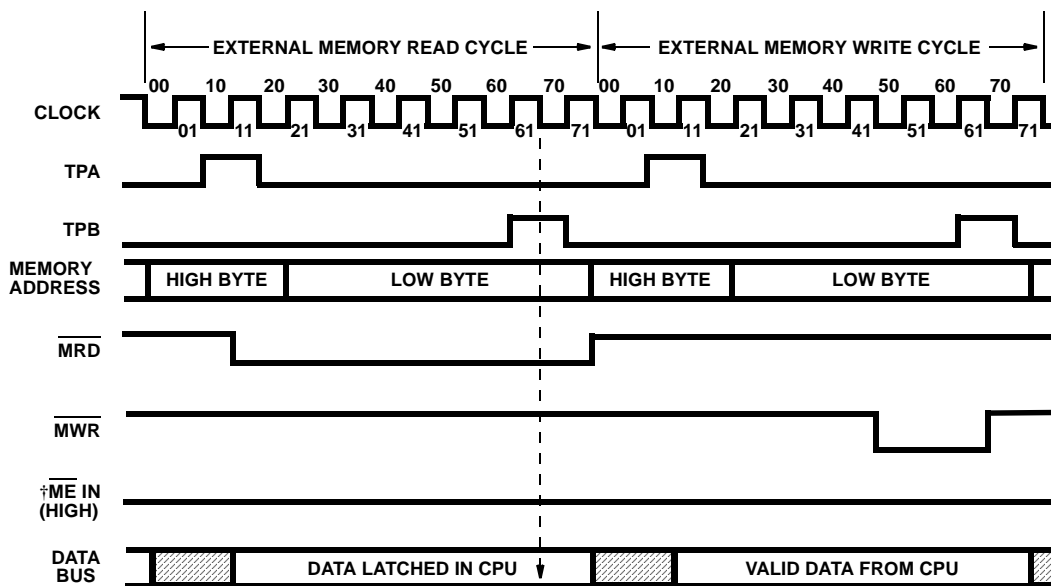 EXTERNAL MEMORY READ CYCLE EXTERNAL MEMORY WRITE CYCLE
00 10 20 30 40 50 60 70 00 10 20 30 40 50 60 70
CLOCK
01 11 21 31 41 51 61 71 01 11 21 31 41 51 61 71
TPA
TPB
MEMORY ADDRESS
HIGH BYTE LOW BYTE HIGH BYTE LOW BYTE
MRD
MWR
†ME IN
(HIGH)
DATA BUS
DATA LATCHED IN CPU VALID DATA FROM CPU